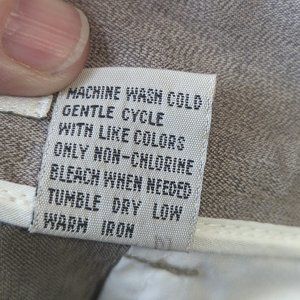 MACHINE WASH COLD
GENTLE CYCLE
WITH LIKE COLORS
ONLY NON-CHLORINE
BLEACH WHEN NEEDED
TUMBLE DRY LOW
WARM IRON